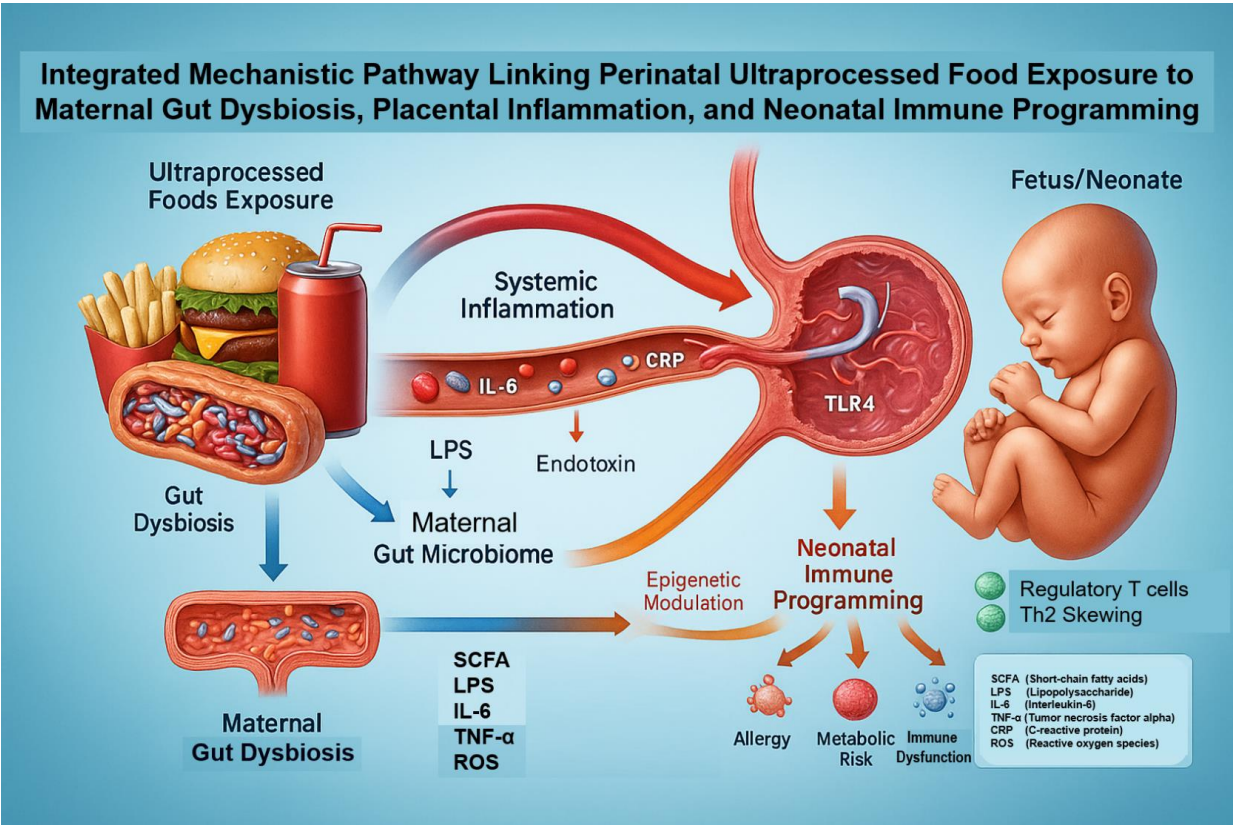 Integrated Mechanistic Pathway Linking Perinatal Ultraprocessed Food Exposure to
Maternal Gut Dysbiosis, Placental Inflammation, and Neonatal Immune Programming
Ultraprocessed
Foods Exposure
Fetus/Neonate
Systemic
Inflammation
CRP
IL-6
TLR4
LPS
Endotoxin
Gut
Dysbiosis
Maternal
Gut Microbiome
Neonatal
Immune
Programming
Epigenetic
Modulation
Regulatory T cells
Th2 Skewing
SCFA
LPS
IL-6
TNF-α
ROS
Maternal
Gut Dysbiosis
Allergy
Metabolic
Risk
Immune
Dysfunction
SCFA (Short-chain fatty acids)
LPS (Lipopolysaccharide)
IL-6 (Interleukin-6)
TNF-α (Tumor necrosis factor alpha)
CRP (C-reactive protein)
ROS (Reactive oxygen species)